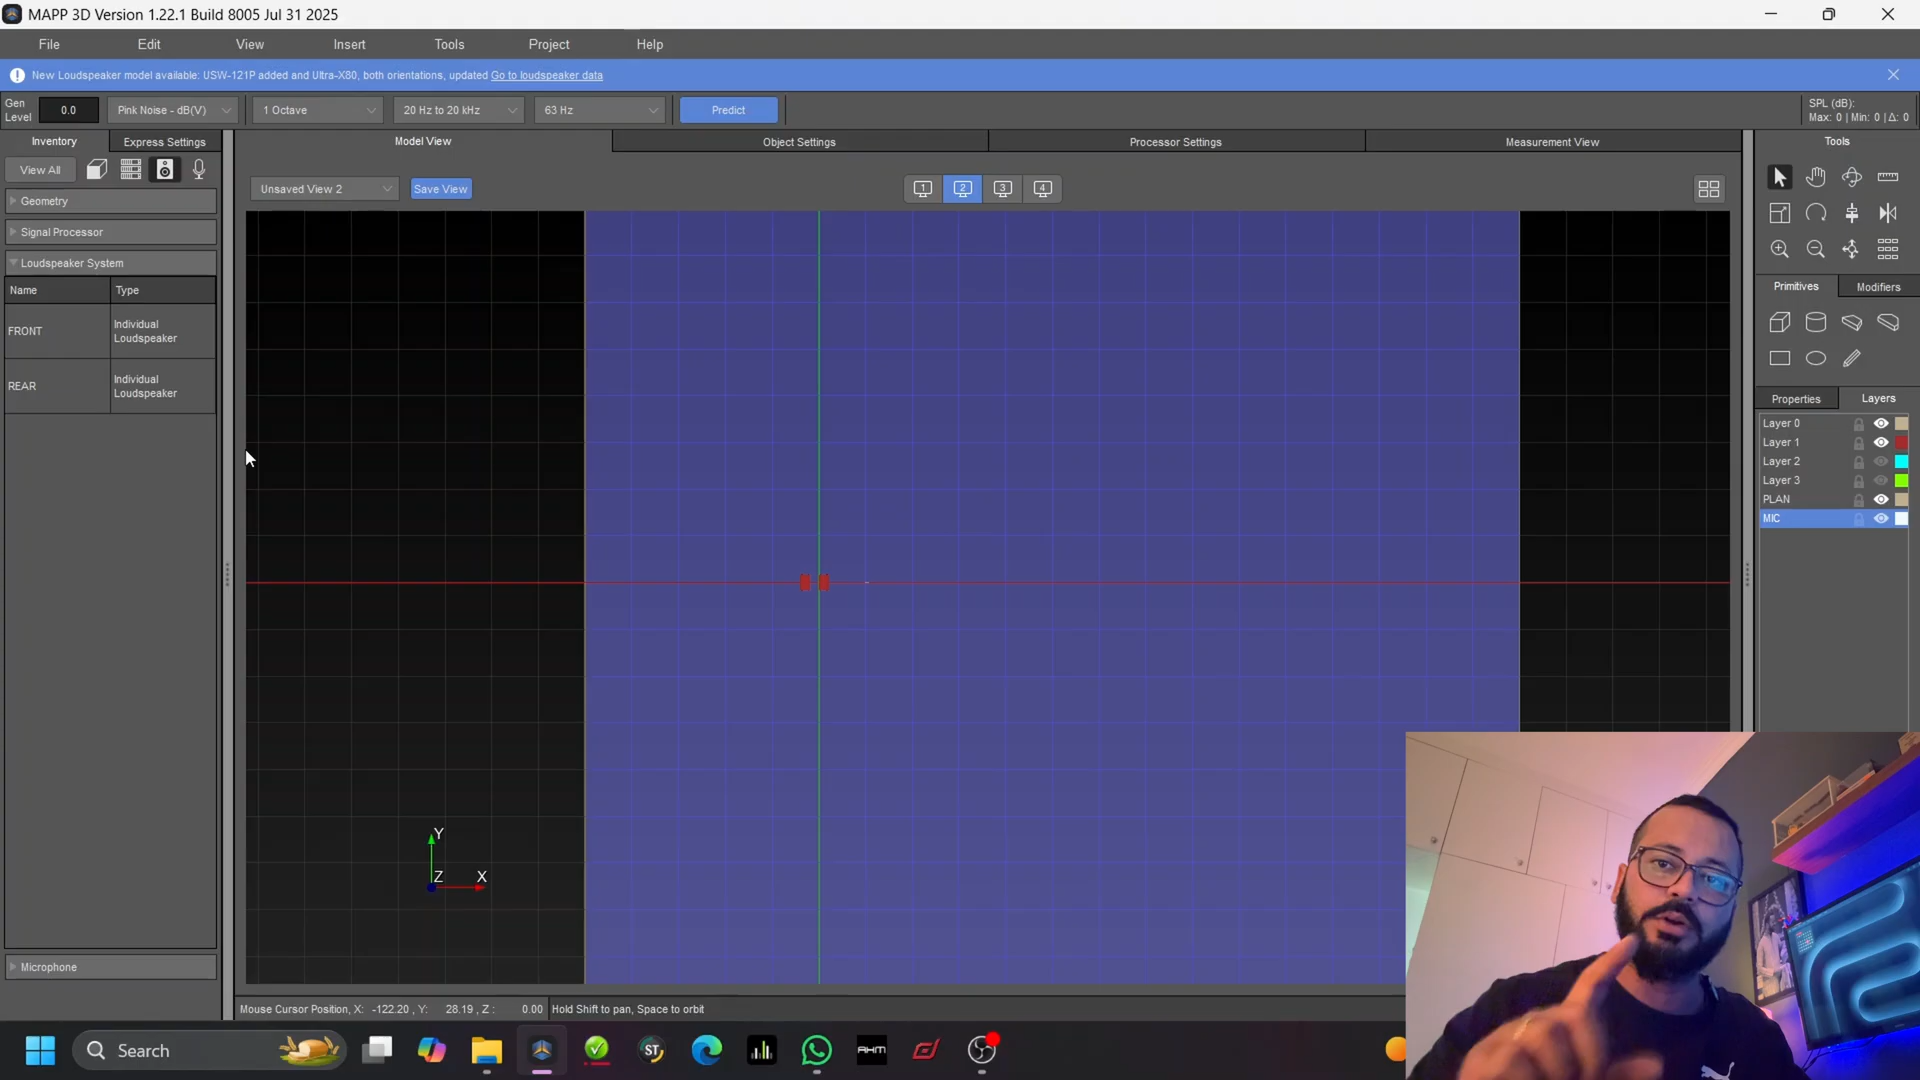 MAPP 3D Version 1.22.1 Build 8005 Jul 31 2025
File Edit View Insert Tools Project Help
New Loudspeaker model available: USW-121P added and Ultra-X80, both orientations, updated Go to loudspeaker data
Gen Level 0.0 Pink Noise - dB(V) 1 Octave 20 Hz to 20 kHz 63 Hz Predict
SPL (dB):
Max: 0 | Min: 0 | Δ: 0
Inventory Express Settings Model View Object Settings Processor Settings Measurement View Tools
View All
Unsaved View 2 Save View 1 2 3 4
Geometry
Signal Processor
Loudspeaker System
Name Type
FRONT Individual Loudspeaker
REAR Individual Loudspeaker
Microphone
Primitives Modifiers
Properties Layers
Layer 0
Layer 1
Layer 2
Layer 3
PLAN
MIC
Y
Z X
Mouse Cursor Position, X: -122.20 , Y: 28.19 , Z : 0.00 Hold Shift to pan, Space to orbit
Search
ST
AHM